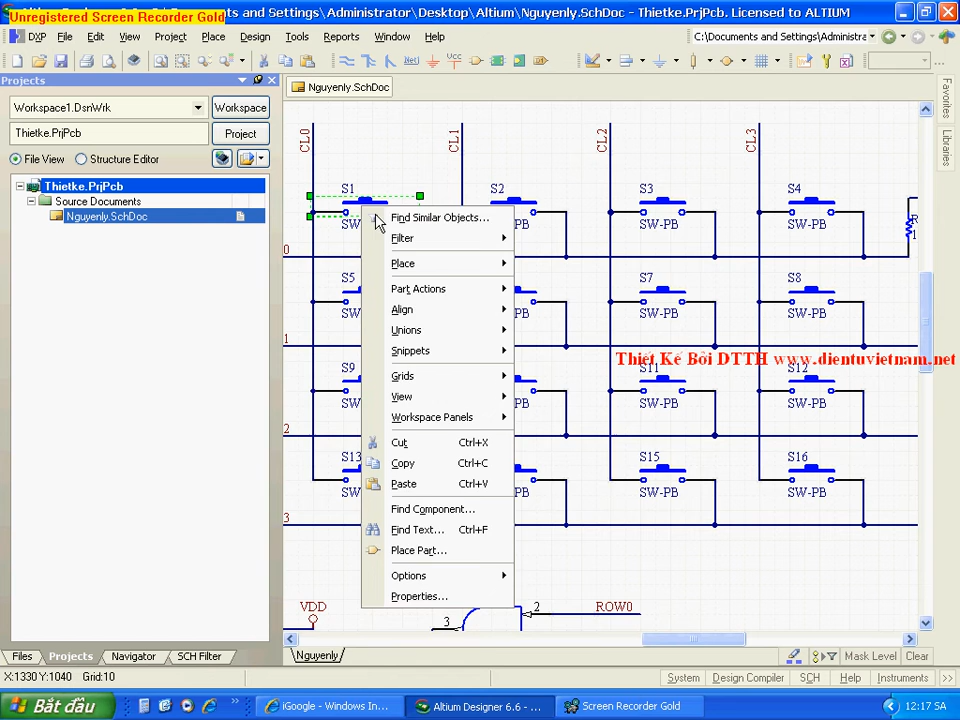 Unregistered Screen Recorder Gold
s and Settings\Administrator\Desktop\Altium\Nguyenly.SchDoc - Thietke.PrjPcb. Licensed to ALTIUM
DXP File Edit View Project Place Design Tools Reports Window Help
C:\Documents and Settings\Administra
Projects
Nguyenly.SchDoc
Workspace1.DsnWrk
Workspace
Thietke.PrjPcb
Project
File View Structure Editor
Thietke.PrjPcb
Source Documents
Nguyenly.SchDoc
Favorites
Libraries
CL0 CL1 CL2 CL3
S1 S2 S3 S4
SW-PB SW-PB
0
S5 S7 S8
SW-PB SW-PB
1
Thiết Kế Bỏi DTTH www.dientuvietnam.net
S9 S11 S12
SW-PB SW-PB
2
S13 S15 S16
SW-PB SW-PB
3
VDD
3
2 ROW0
Find Similar Objects...
Filter
Place
Part Actions
Align
Unions
Snippets
Grids
View
Workspace Panels
Cut Ctrl+X
Copy Ctrl+C
Paste Ctrl+V
Find Component...
Find Text... Ctrl+F
Place Part...
Options
Properties...
Files Projects Navigator SCH Filter
Nguyenly
Mask Level Clear
X:1330 Y:1040 Grid:10
System Design Compiler SCH Help Instruments >>
Bắt đầu
iGoogle - Windows In...
Altium Designer 6.6 - ...
Screen Recorder Gold
12:17 SA